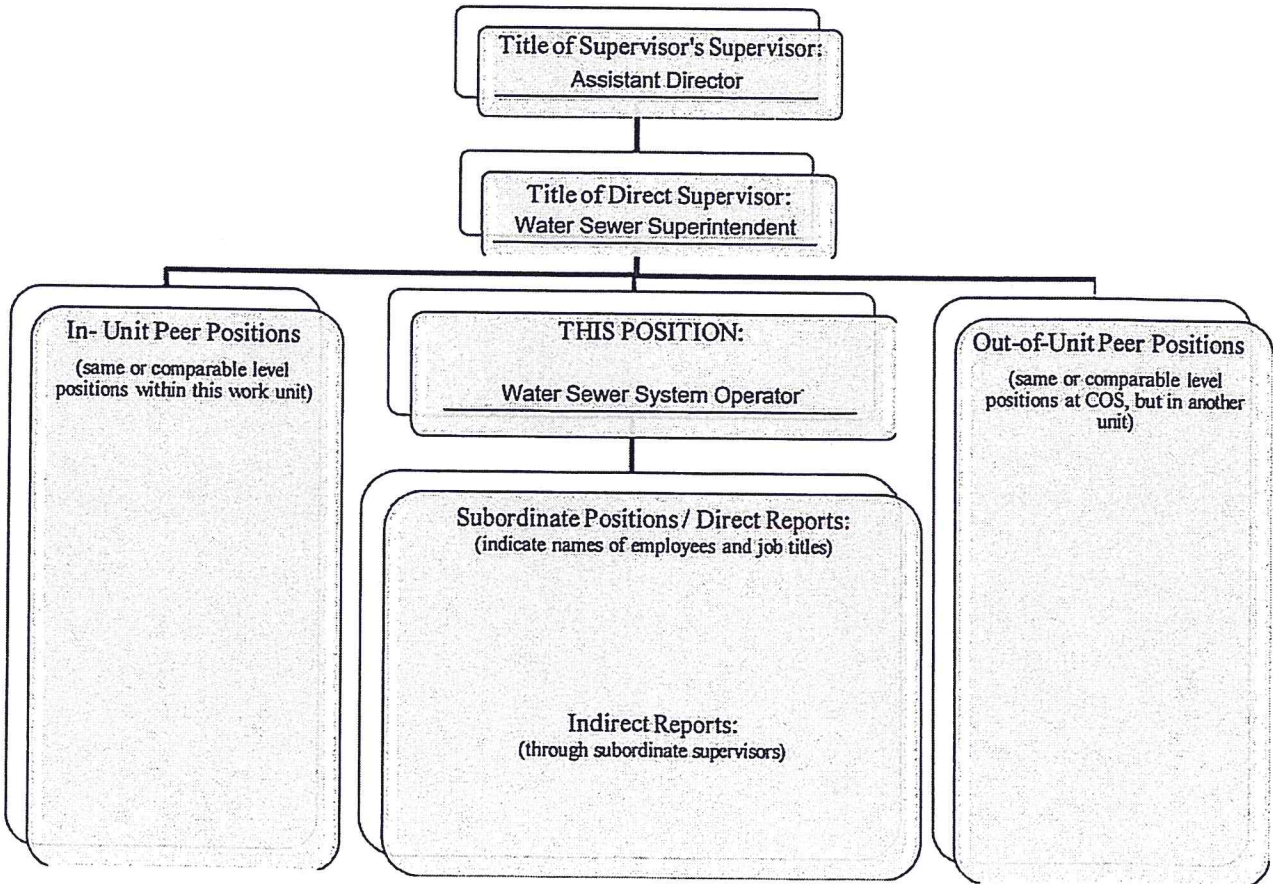 Title of Supervisor's Supervisor:
Assistant Director
Title of Direct Supervisor:
Water Sewer Superintendent
In- Unit Peer Positions
(same or comparable level
positions within this work unit)
THIS POSITION:
Water Sewer System Operator
Out-of-Unit Peer Positions
(same or comparable level
positions at COS, but in another
unit)
Subordinate Positions / Direct Reports:
(indicate names of employees and job titles)
Indirect Reports:
(through subordinate supervisors)